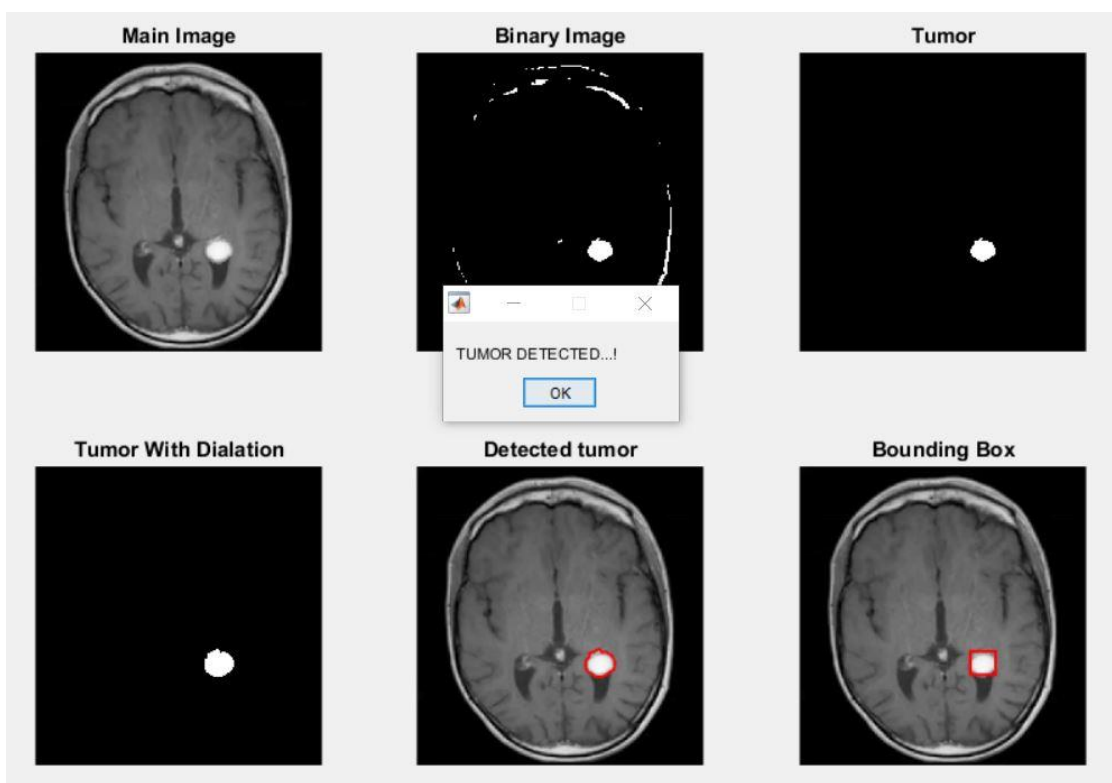 Main Image
Binary Image
Tumor
TUMOR DETECTED...!
OK
Tumor With Dialation
Detected tumor
Bounding Box